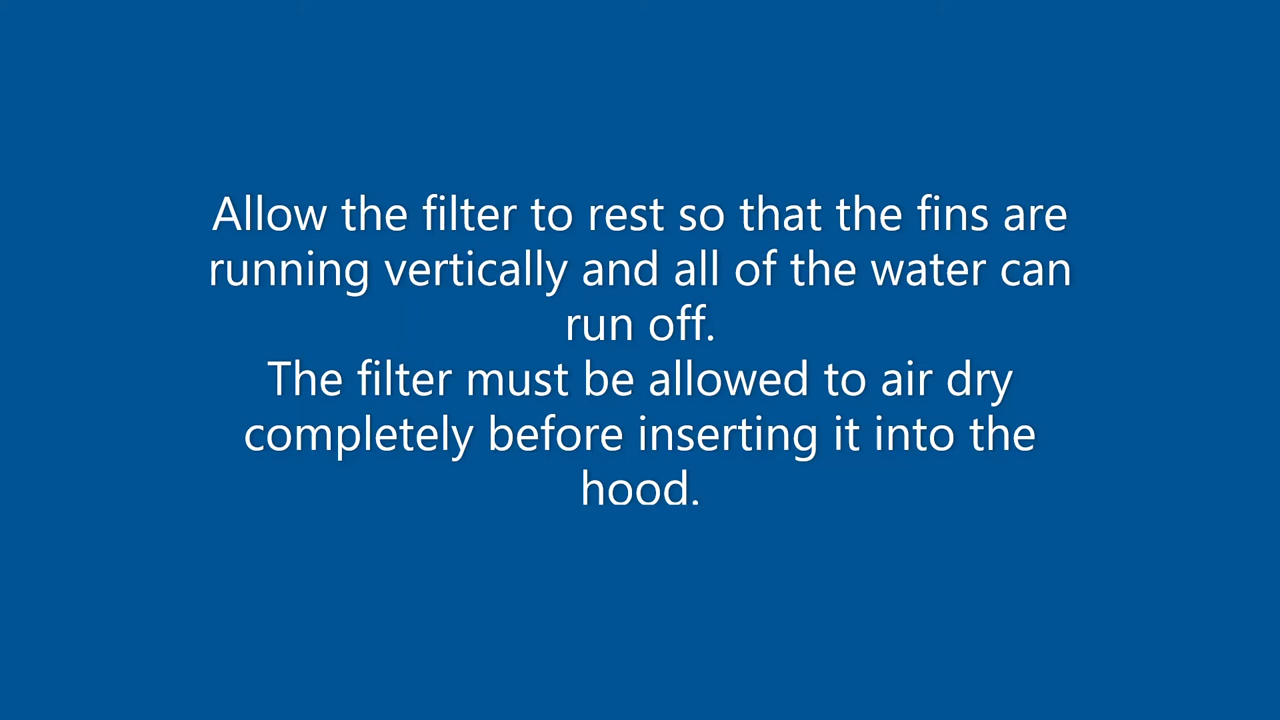 Allow the filter to rest so that the fins are
running vertically and all of the water can
run off.
The filter must be allowed to air dry
completely before inserting it into the
hood.